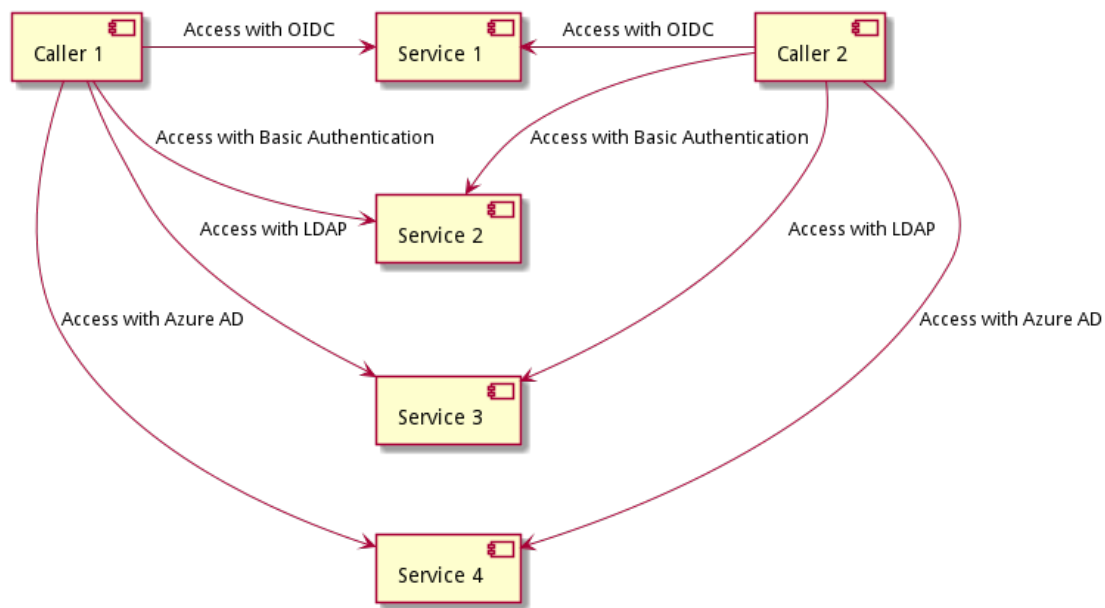 Caller 1
Access with OIDC
Service 1
Access with OIDC
Caller 2
Access with Basic Authentication
Access with Basic Authentication
Service 2
Access with LDAP
Access with LDAP
Access with Azure AD
Access with Azure AD
Service 3
Service 4